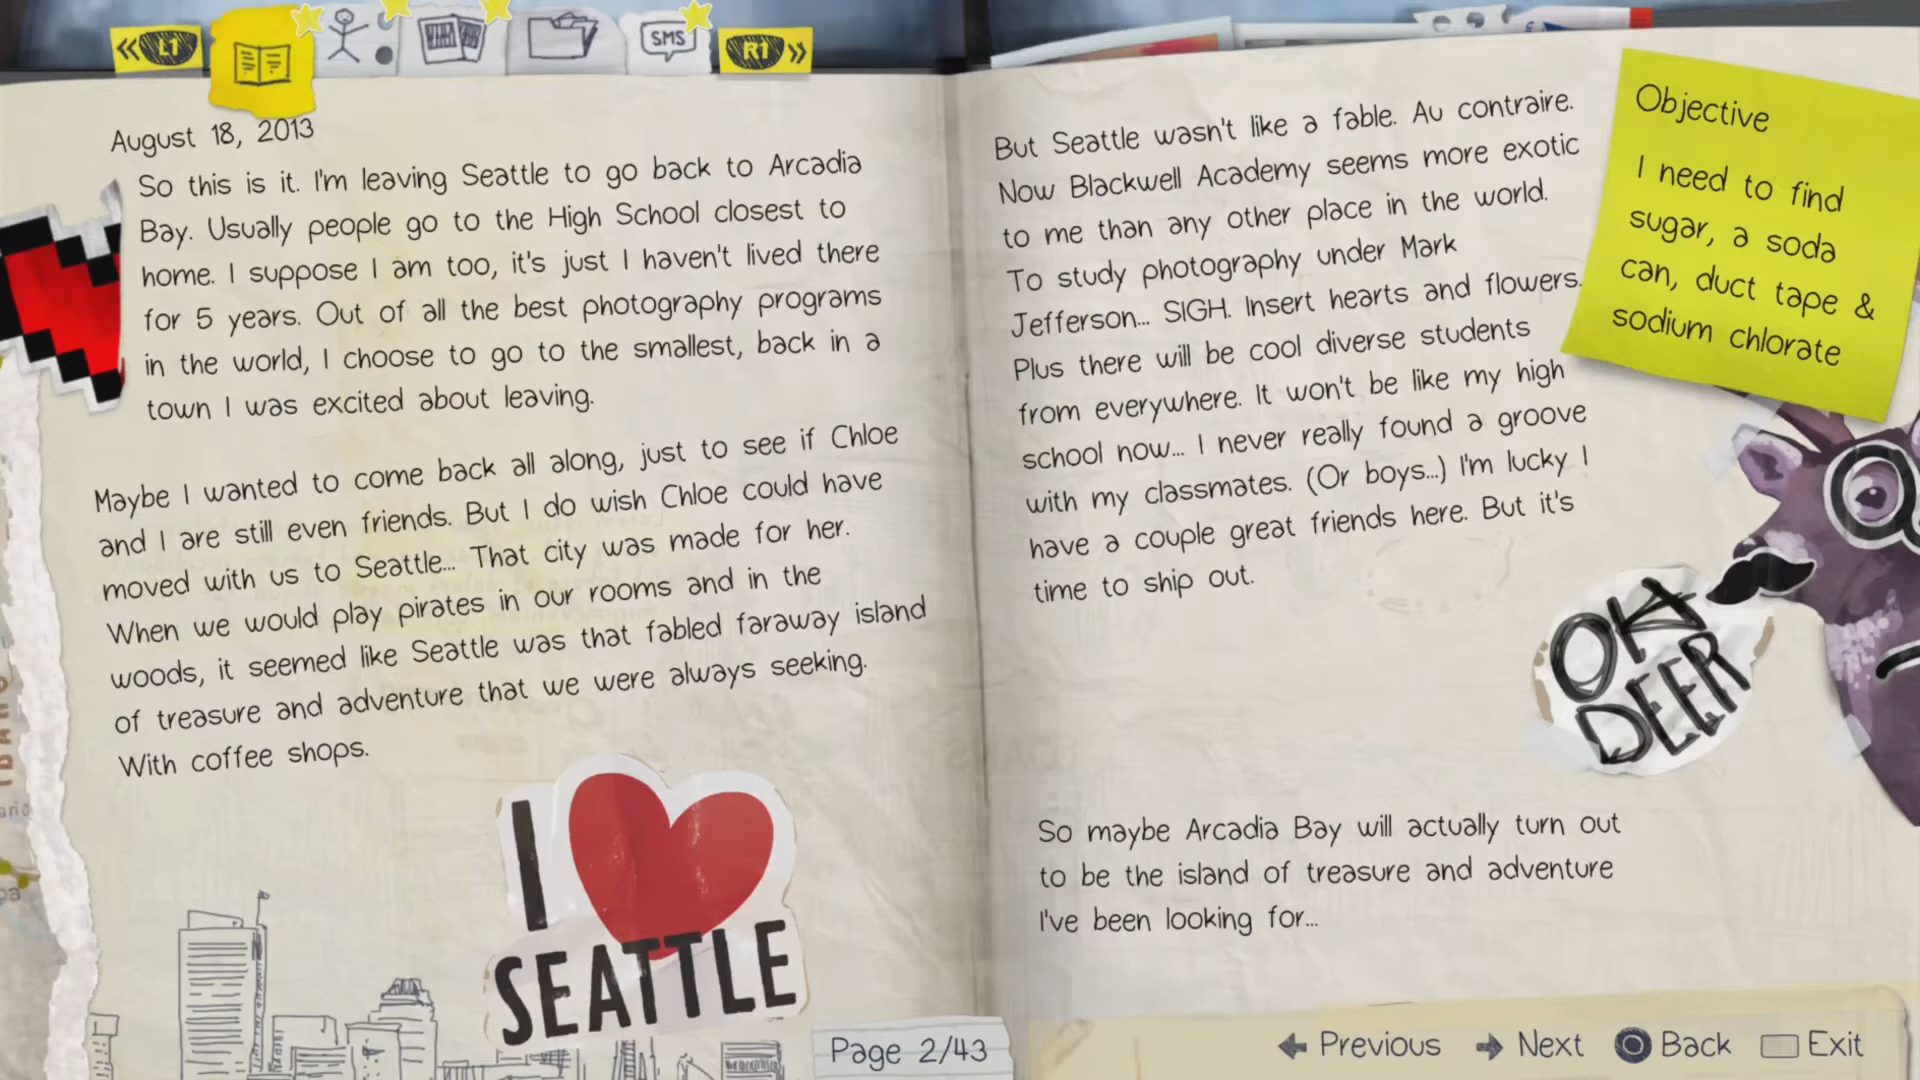 L1
SMS
R1
August 18, 2013
So this is it. I'm leaving Seattle to go back to Arcadia
Bay. Usually people go to the High School closest to
home. I suppose I am too, it's just I haven't lived there
for 5 years. Out of all the best photography programs
in the world, I choose to go to the smallest, back in a
town I was excited about leaving.
Maybe I wanted to come back all along, just to see if Chloe
and I are still even friends. But I do wish Chloe could have
moved with us to Seattle... That city was made for her.
When we would play pirates in our rooms and in the
woods, it seemed like Seattle was that fabled faraway island
of treasure and adventure that we were always seeking.
With coffee shops.
I
SEATTLE
Page 2/43
But Seattle wasn't like a fable. Au contraire.
Now Blackwell Academy seems more exotic
to me than any other place in the world.
To study photography under Mark
Jefferson... SIGH. Insert hearts and flowers.
Plus there will be cool diverse students
from everywhere. It won't be like my high
school now... I never really found a groove
with my classmates. (Or boys...) I'm lucky I
have a couple great friends here. But it's
time to ship out.
So maybe Arcadia Bay will actually turn out
to be the island of treasure and adventure
I've been looking for...
Objective
I need to find
sugar, a soda
can, duct tape &
sodium chlorate
OH
DEER
Previous
Next
Back
Exit